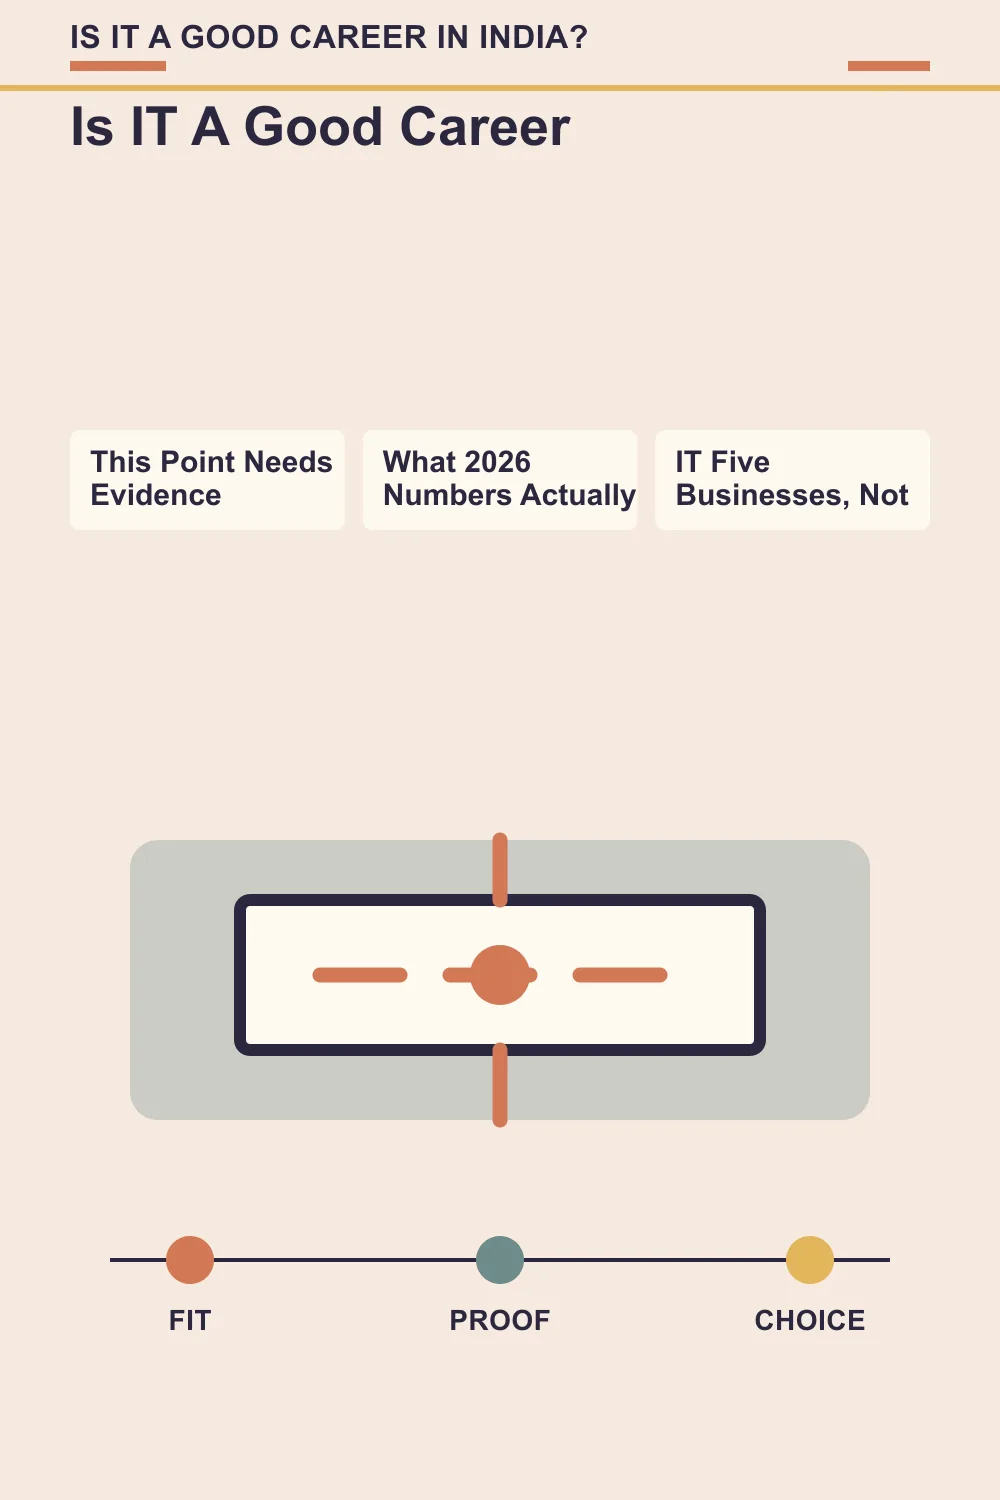 IS IT A GOOD CAREER IN INDIA?
Is IT A Good Career
This Point Needs
Evidence
What 2026
Numbers Actually
IT Five
Businesses, Not
FIT
PROOF
CHOICE